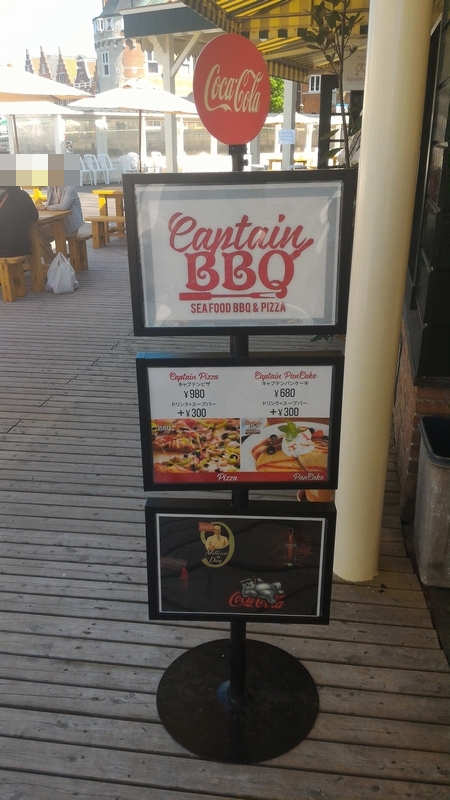 Coca-Cola
Captain
BBQ
SEAFOOD BBQ & PIZZA
Captain Pizza
キャプテンピザ
¥980
ドリンク・スープバー
+¥300
Captain PanCake
キャプテンパンケーキ
¥680
ドリンク・スープバー
+¥300
Pizza
PanCake
Million
a
Day
Coca-Cola